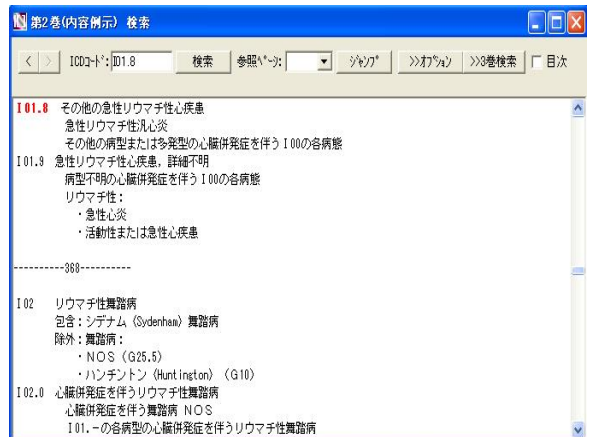 第2巻(内容例示) 検索
< > ICDｺｰﾄﾞ: I01.8 検索 参照ﾍﾟｰｼﾞ: ｼﾞｬﾝﾌﾟ >>ｵﾌﾟｼｮﾝ >>3巻検索 目次
I01.8 その他の急性リウマチ性心疾患
急性リウマチ性汎心炎
その他の病型または多発型の心臓併発症を伴うI00の各病態
I01.9 急性リウマチ性心疾患，詳細不明
病型不明の心臓併発症を伴うI00の各病態
リウマチ性：
・急性心炎
・活動性または急性心疾患
----------368----------
I02 リウマチ性舞踏病
包含：シデナム〈Sydenham〉舞踏病
除外：舞踏病：
・ＮＯＳ（G25.5）
・ハンチントン〈Huntington〉（G10）
I02.0 心臓併発症を伴うリウマチ性舞踏病
心臓併発症を伴う舞踏病 ＮＯＳ
I01.－の各病型の心臓併発症を伴うリウマチ性舞踏病